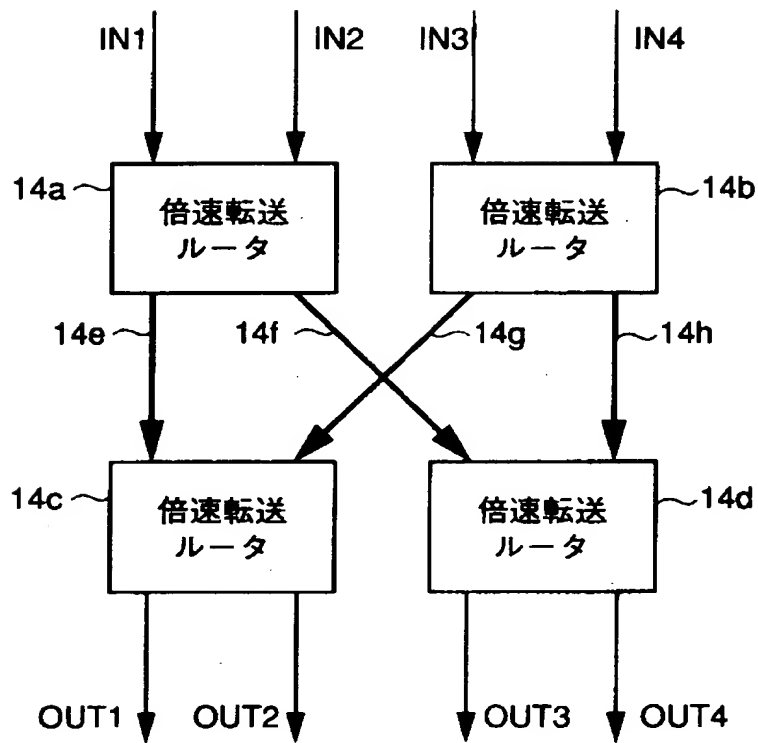 IN1
IN2
IN3
IN4
14a
倍速転送
ルータ
倍速転送
ルータ
14b
14e
14f
14g
14h
14c
倍速転送
ルータ
倍速転送
ルータ
14d
OUT1
OUT2
OUT3
OUT4